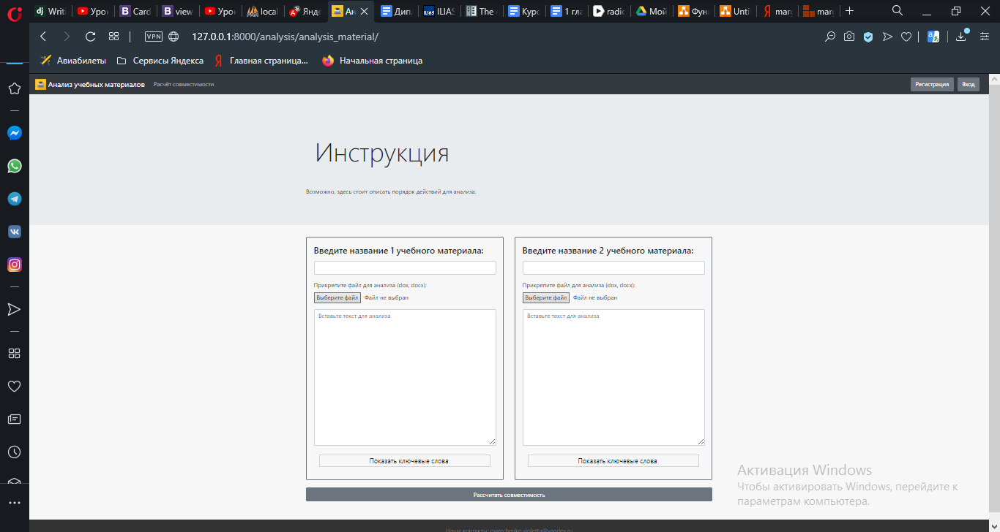 Writi
Уро
Card
view
Уро
local
Янде
Ан
Дип
ILIAS
The
Курс
1 гла
radio
Мой
Фун
Unti
marg
marg
VPN
127.0.0.1:8000/analysis/analysis_material/
Авиабилеты Сервисы Яндекса Главная страница... Начальная страница
Анализ учебных материалов Расчёт совместимости Регистрация Вход
Инструкция
Возможно, здесь стоит описать порядок действий для анализа.
Введите название 1 учебного материала:
Прикрепите файл для анализа (dox, docx):
Выберите файл Файл не выбран
Вставьте текст для анализа
Показать ключевые слова
Введите название 2 учебного материала:
Прикрепите файл для анализа (dox, docx):
Выберите файл Файл не выбран
Вставьте текст для анализа
Показать ключевые слова
Рассчитать совместимость
Активация Windows
Чтобы активировать Windows, перейдите к
параметрам компьютера.
Наши контакты: